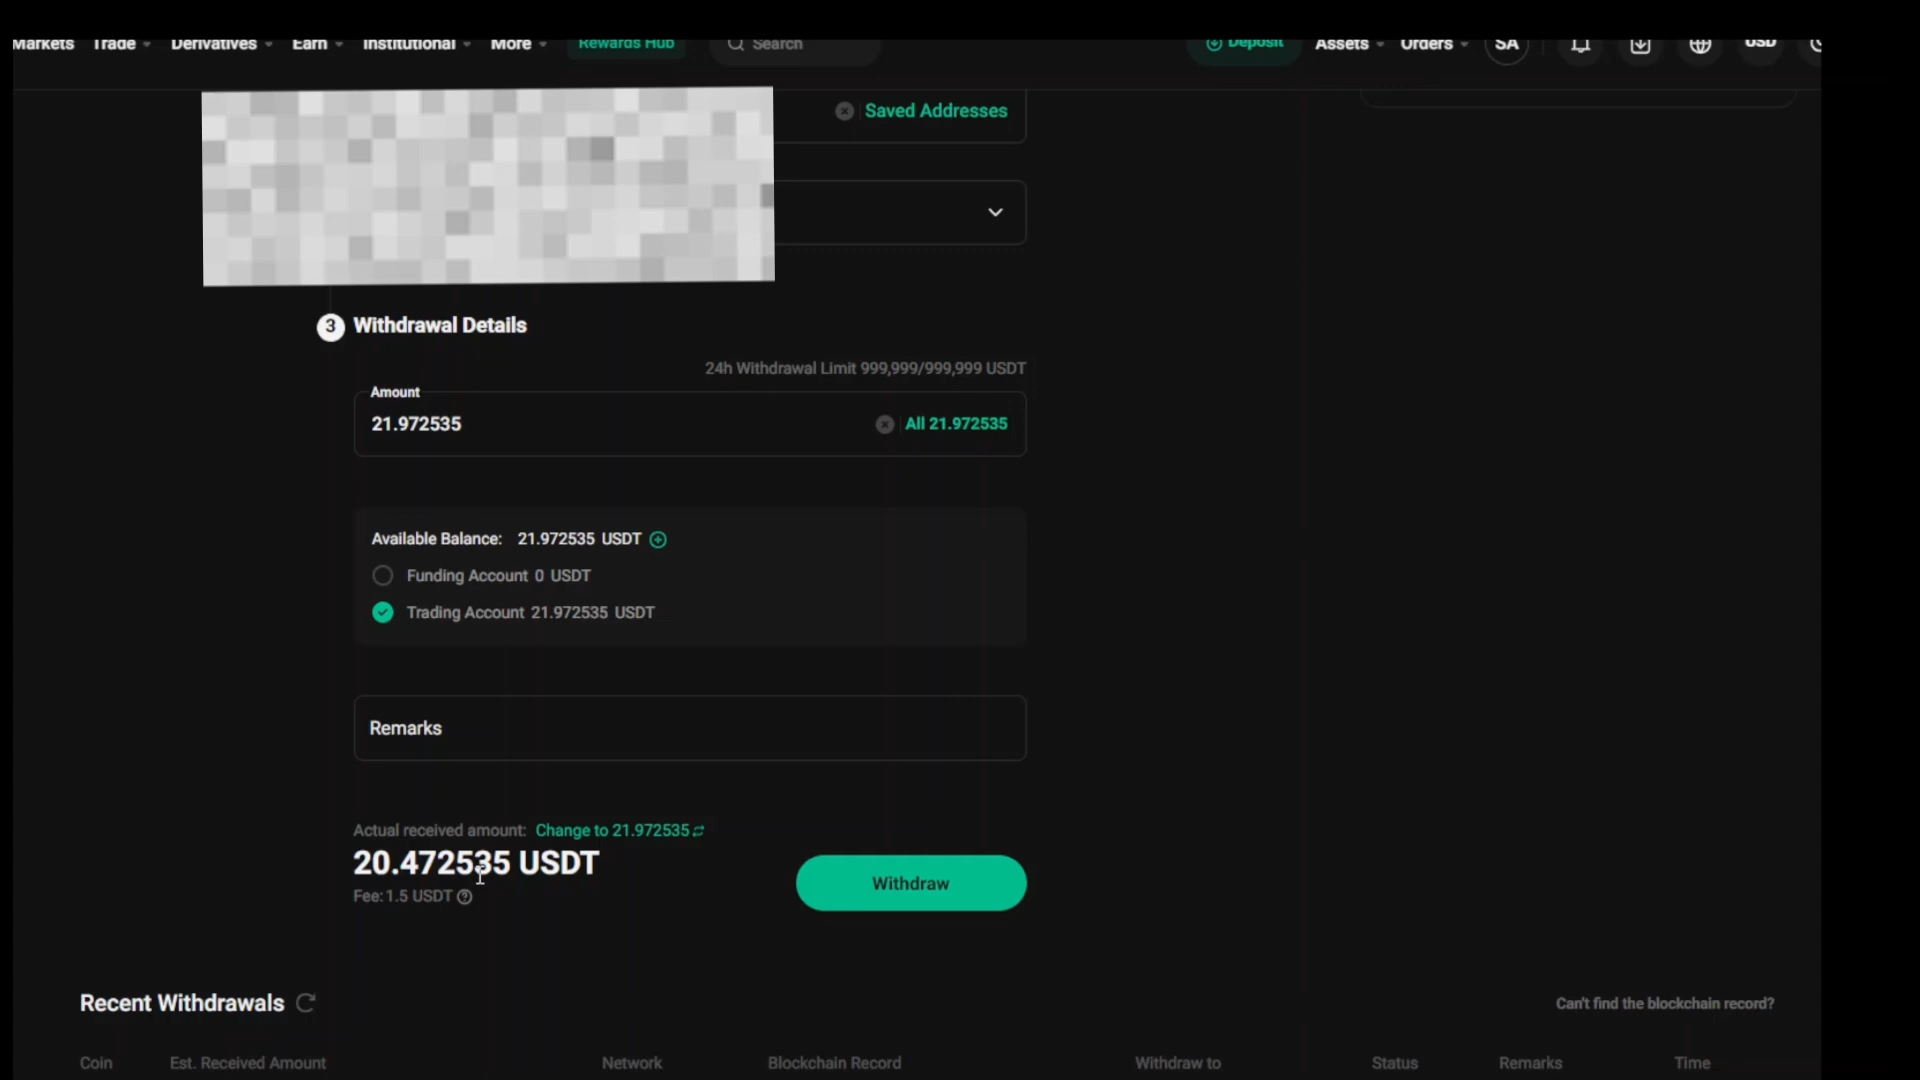 Markets Trade Derivatives Earn Institutional More Rewards Hub Search Deposit Assets Orders SA USD
Saved Addresses
3 Withdrawal Details
24h Withdrawal Limit 999,999/999,999 USDT
Amount
21.972535 All 21.972535
Available Balance: 21.972535 USDT
Funding Account 0 USDT
Trading Account 21.972535 USDT
Remarks
Actual received amount: Change to 21.972535
20.472535 USDT
Fee: 1.5 USDT
Withdraw
Recent Withdrawals
Can't find the blockchain record?
Coin Est. Received Amount Network Blockchain Record Withdraw to Status Remarks Time